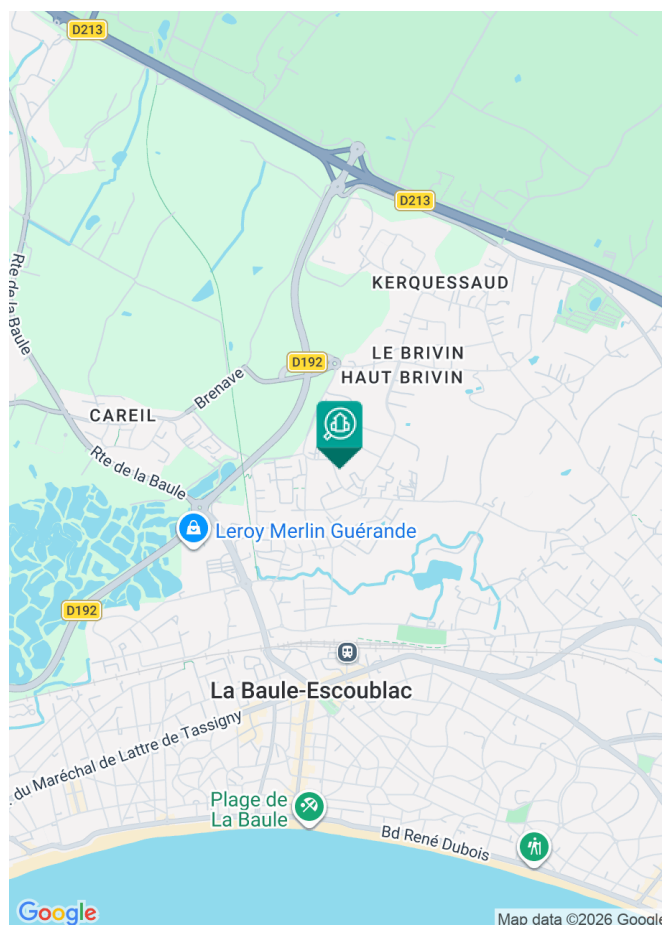 D213
D213
Rte de la Baule
KERQUESSAUD
D192
LE BRIVIN
HAUT BRIVIN
Brenave
CAREIL
Rte de la Baule
Leroy Merlin Guérande
D192
La Baule-Escoublac
du Maréchal de Lattre de Tassigny
Plage de
La Baule
Bd René Dubois
Google
Map data ©2026 Google